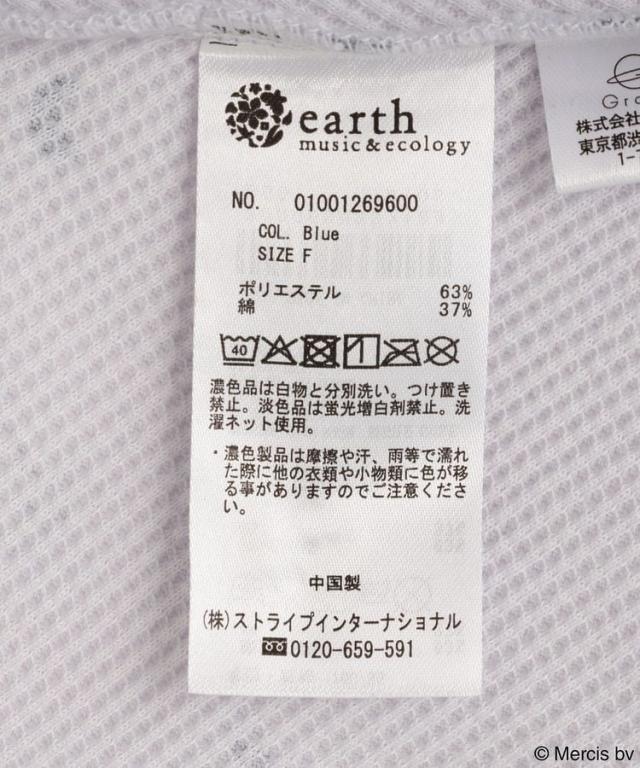 earth
music&ecology
NO. 01001269600
COL. Blue
SIZE F
ポリエステル 63%
綿 37%
40
濃色品は白物と分別洗い。つけ置き
禁止。淡色品は蛍光増白剤禁止。洗
濯ネット使用。
・濃色製品は摩擦や汗、雨等で濡れ
た際に他の衣類や小物類に色が移
る事がありますのでご注意くださ
い。
中国製
(株)ストライプインターナショナル
0120-659-591
Gr
株式会社
東京都渋
1-
© Mercis bv